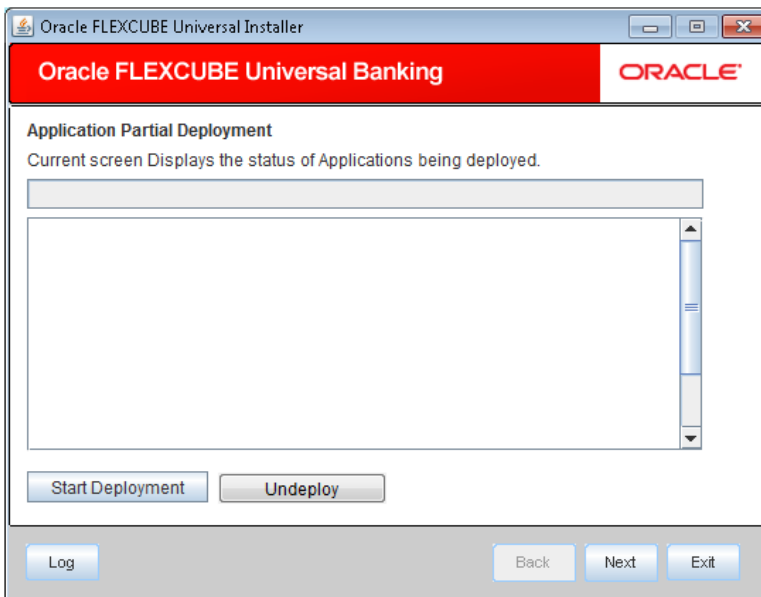 Oracle FLEXCUBE Universal Installer
Oracle FLEXCUBE Universal Banking
ORACLE
Application Partial Deployment
Current screen Displays the status of Applications being deployed.
Start Deployment
Undeploy
Log
Back
Next
Exit